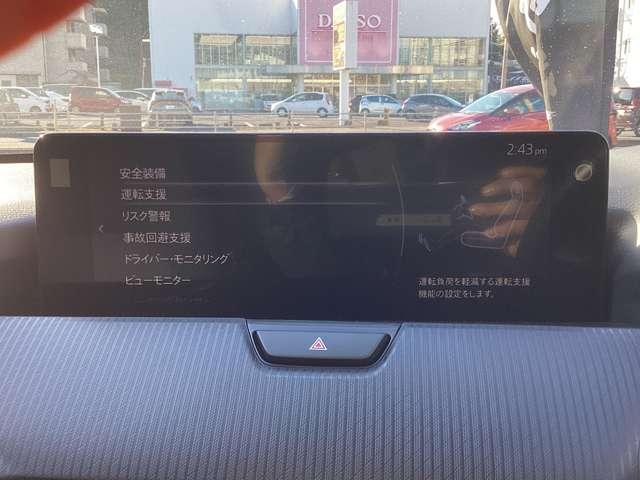 DAISO
2:43 pm
安全装備
運転支援
リスク警報
事故回避支援
ドライバー・モニタリング
ビューモニター
運転負荷を軽減する運転支援
機能の設定をします。